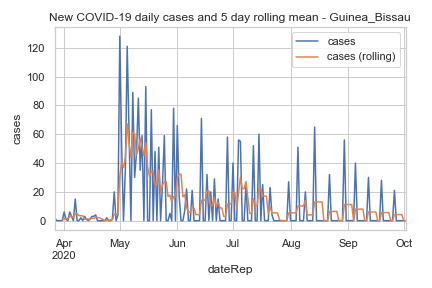 New COVID-19 daily cases and 5 day rolling mean - Guinea_Bissau
cases
cases (rolling)
120
100
80
60
40
20
0
cases
Apr
2020
May
Jun
Jul
Aug
Sep
Oct
dateRep